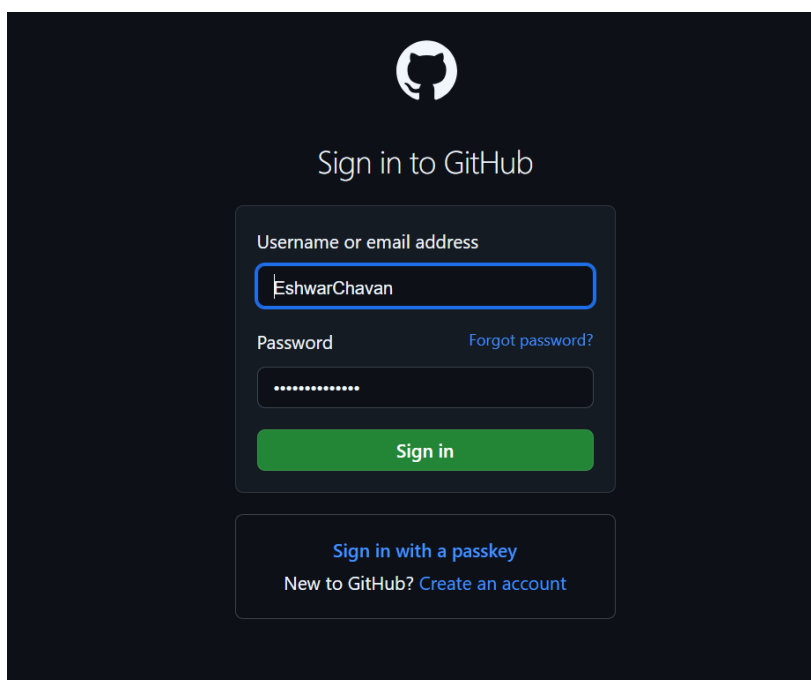 Sign in to GitHub
Username or email address
EshwarChavan
Password Forgot password?
••••••••••••••
Sign in
Sign in with a passkey
New to GitHub? Create an account